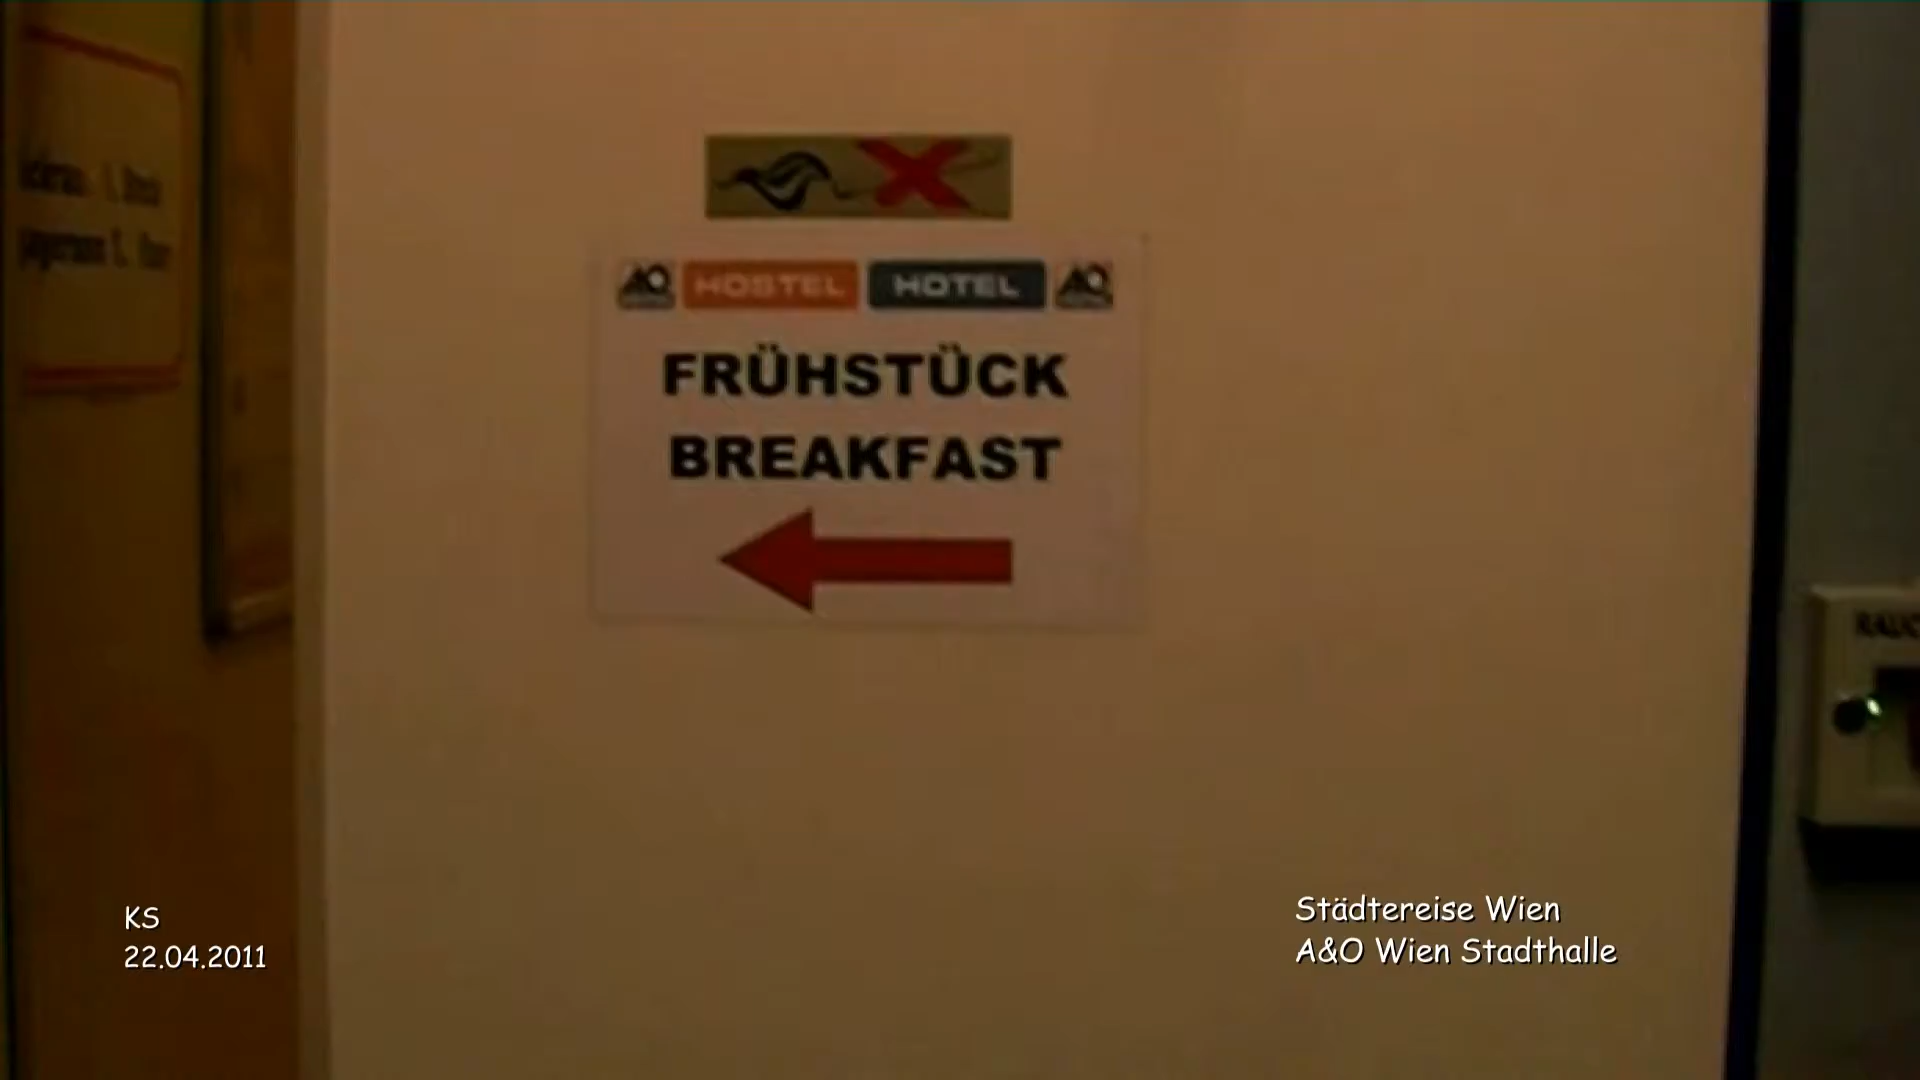 HOSTEL HOTEL
FRÜHSTÜCK
BREAKFAST
KS
22.04.2011
Städtereise Wien
A&O Wien Stadthalle